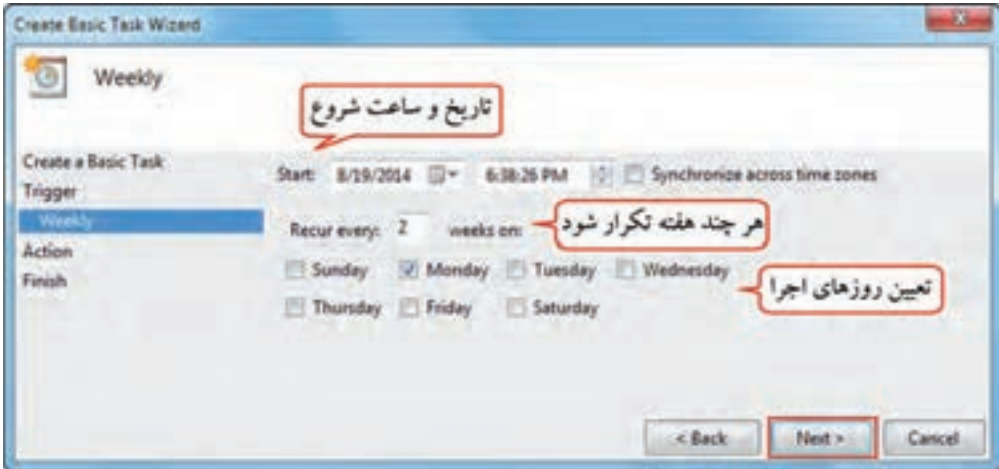 Create Basic Task Wizard
Weekly
تاریخ و ساعت شروع
Create a Basic Task
Trigger
Weekly
Action
Finish
Start: 8/19/2014 6:38:26 PM Synchronize across time zones
Recur every: 2 weeks on:
هر چند هفته تکرار شود
Sunday Monday Tuesday Wednesday
Thursday Friday Saturday
تعیین روزهای اجرا
< Back Next > Cancel